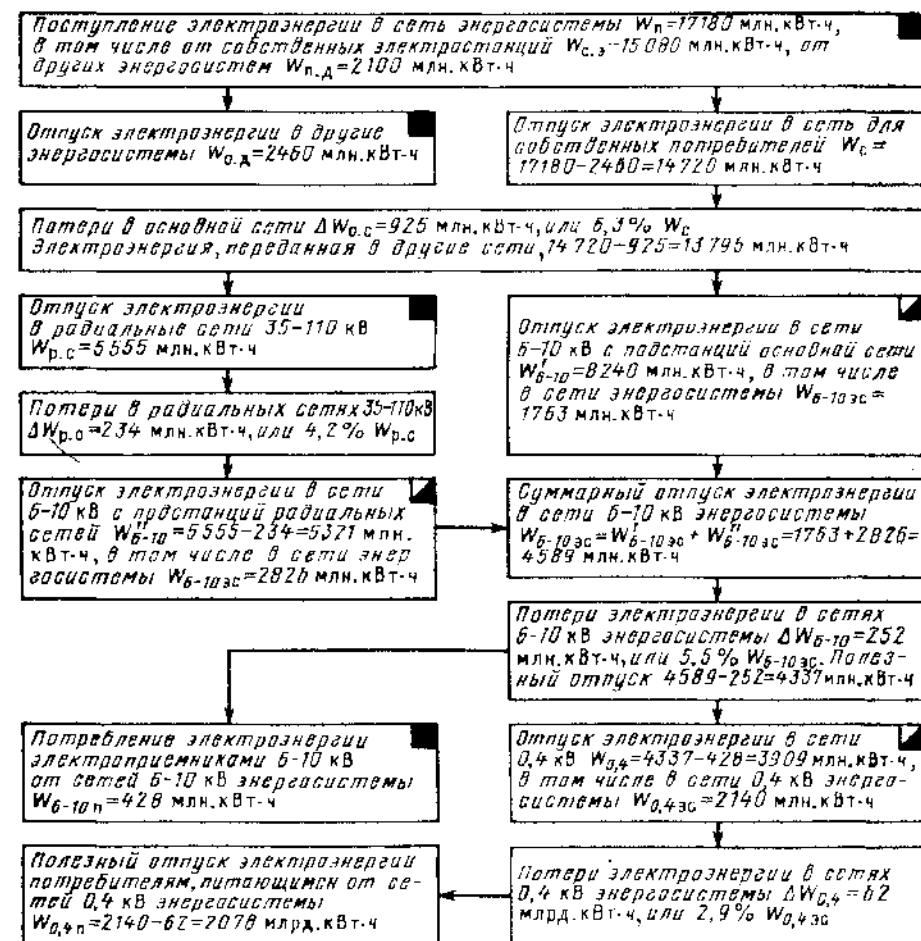 Поступление электроэнергии в сеть энергосистемы Wп=17180 млн.кВт·ч,
в том числе от собственных электростанций Wс.э=15080 млн.кВт·ч, от
других энергосистем Wп.д=2100 млн.кВт·ч
Отпуск электроэнергии в другие
энергосистемы Wо.д=2460 млн.кВт·ч
Отпуск электроэнергии в сеть для
собственных потребителей Wс=
17180-2460=14720 млн.кВт·ч
Потери в основной сети ΔWо.с=925 млн.кВт·ч, или 6,3% Wс
Электроэнергия, переданная в другие сети, 14720-925=13795 млн.кВт·ч
Отпуск электроэнергии
в радиальные сети 35-110 кВ
Wр.с=5555 млн.кВт·ч
Отпуск электроэнергии в сети
6-10 кВ с подстанций основной сети
W'6-10=8240 млн.кВт·ч, в том числе
в сети энергосистемы W6-10эс=
1763 млн.кВт·ч
Потери в радиальных сетях 35-110кВ
ΔWр.с=234 млн.кВт·ч, или 4,2% Wр.с
Отпуск электроэнергии в сети
6-10 кВ с подстанций радиальных
сетей W''6-10=5555-234=5321 млн.
кВт·ч, в том числе в сети энер
госистемы W6-10эс=2826 млн.кВт·ч
Суммарный отпуск электроэнергии
в сети 6-10 кВ энергосистемы
W6-10эс=W'6-10эс+W''6-10эс=1763+2826=
4589 млн.кВт·ч
Потери электроэнергии в сетях
6-10 кВ энергосистемы ΔW6-10=252
млн.кВт·ч, или 5,5% W6-10эс. Полез-
ный отпуск 4589-252=4337млн.кВт·ч
Потребление электроэнергии
электроприемниками 6-10 кВ
от сетей 6-10 кВ энергосистемы
W6-10п=428 млн.кВт·ч
Отпуск электроэнергии в сети
0,4 кВ W0,4=4337-428=3909млн.кВт·ч,
в том числе в сети 0,4 кВ энерго-
системы W0,4эс=2140 млн.кВт·ч
Полезный отпуск электроэнергии
потребителям, питающимся от се-
тей 0,4 кВ энергосистемы
W0,4п=2140-62=2078 млрд.кВт·ч
Потери электроэнергии в сетях
0,4 кВ энергосистемы ΔW0,4=62
млрд.кВт·ч, или 2,9% W0,4эс